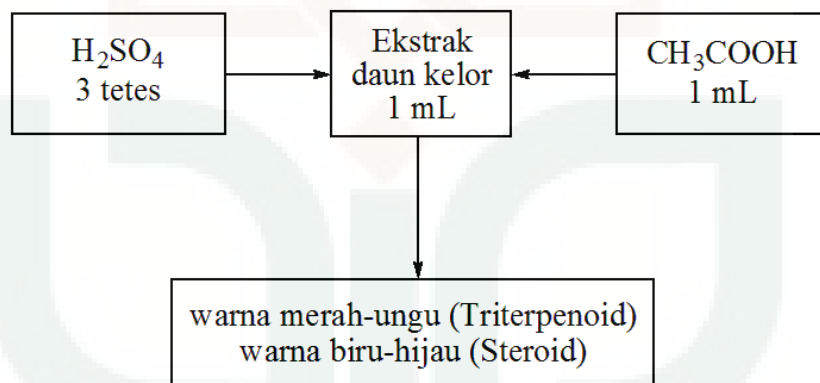 H₂SO₄
3 tetes
Ekstrak
daun kelor
1 mL
CH₃COOH
1 mL
warna merah-ungu (Triterpenoid)
warna biru-hijau (Steroid)